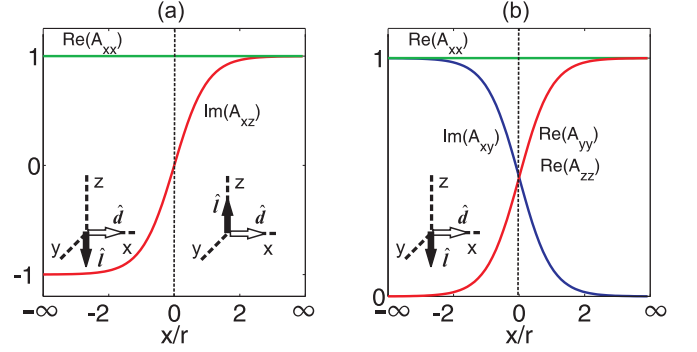 (a)
Re(A_xx)
1
Im(A_xz)
0
z
z
l̂
d̂
d̂
y
x
y
x
l̂
-1
−∞
-2
0
2
∞
x/r
(b)
Re(A_xx)
1
Im(A_xy)
Re(A_yy)
Re(A_zz)
z
d̂
y
x
l̂
0
−∞
-2
0
2
∞
x/r